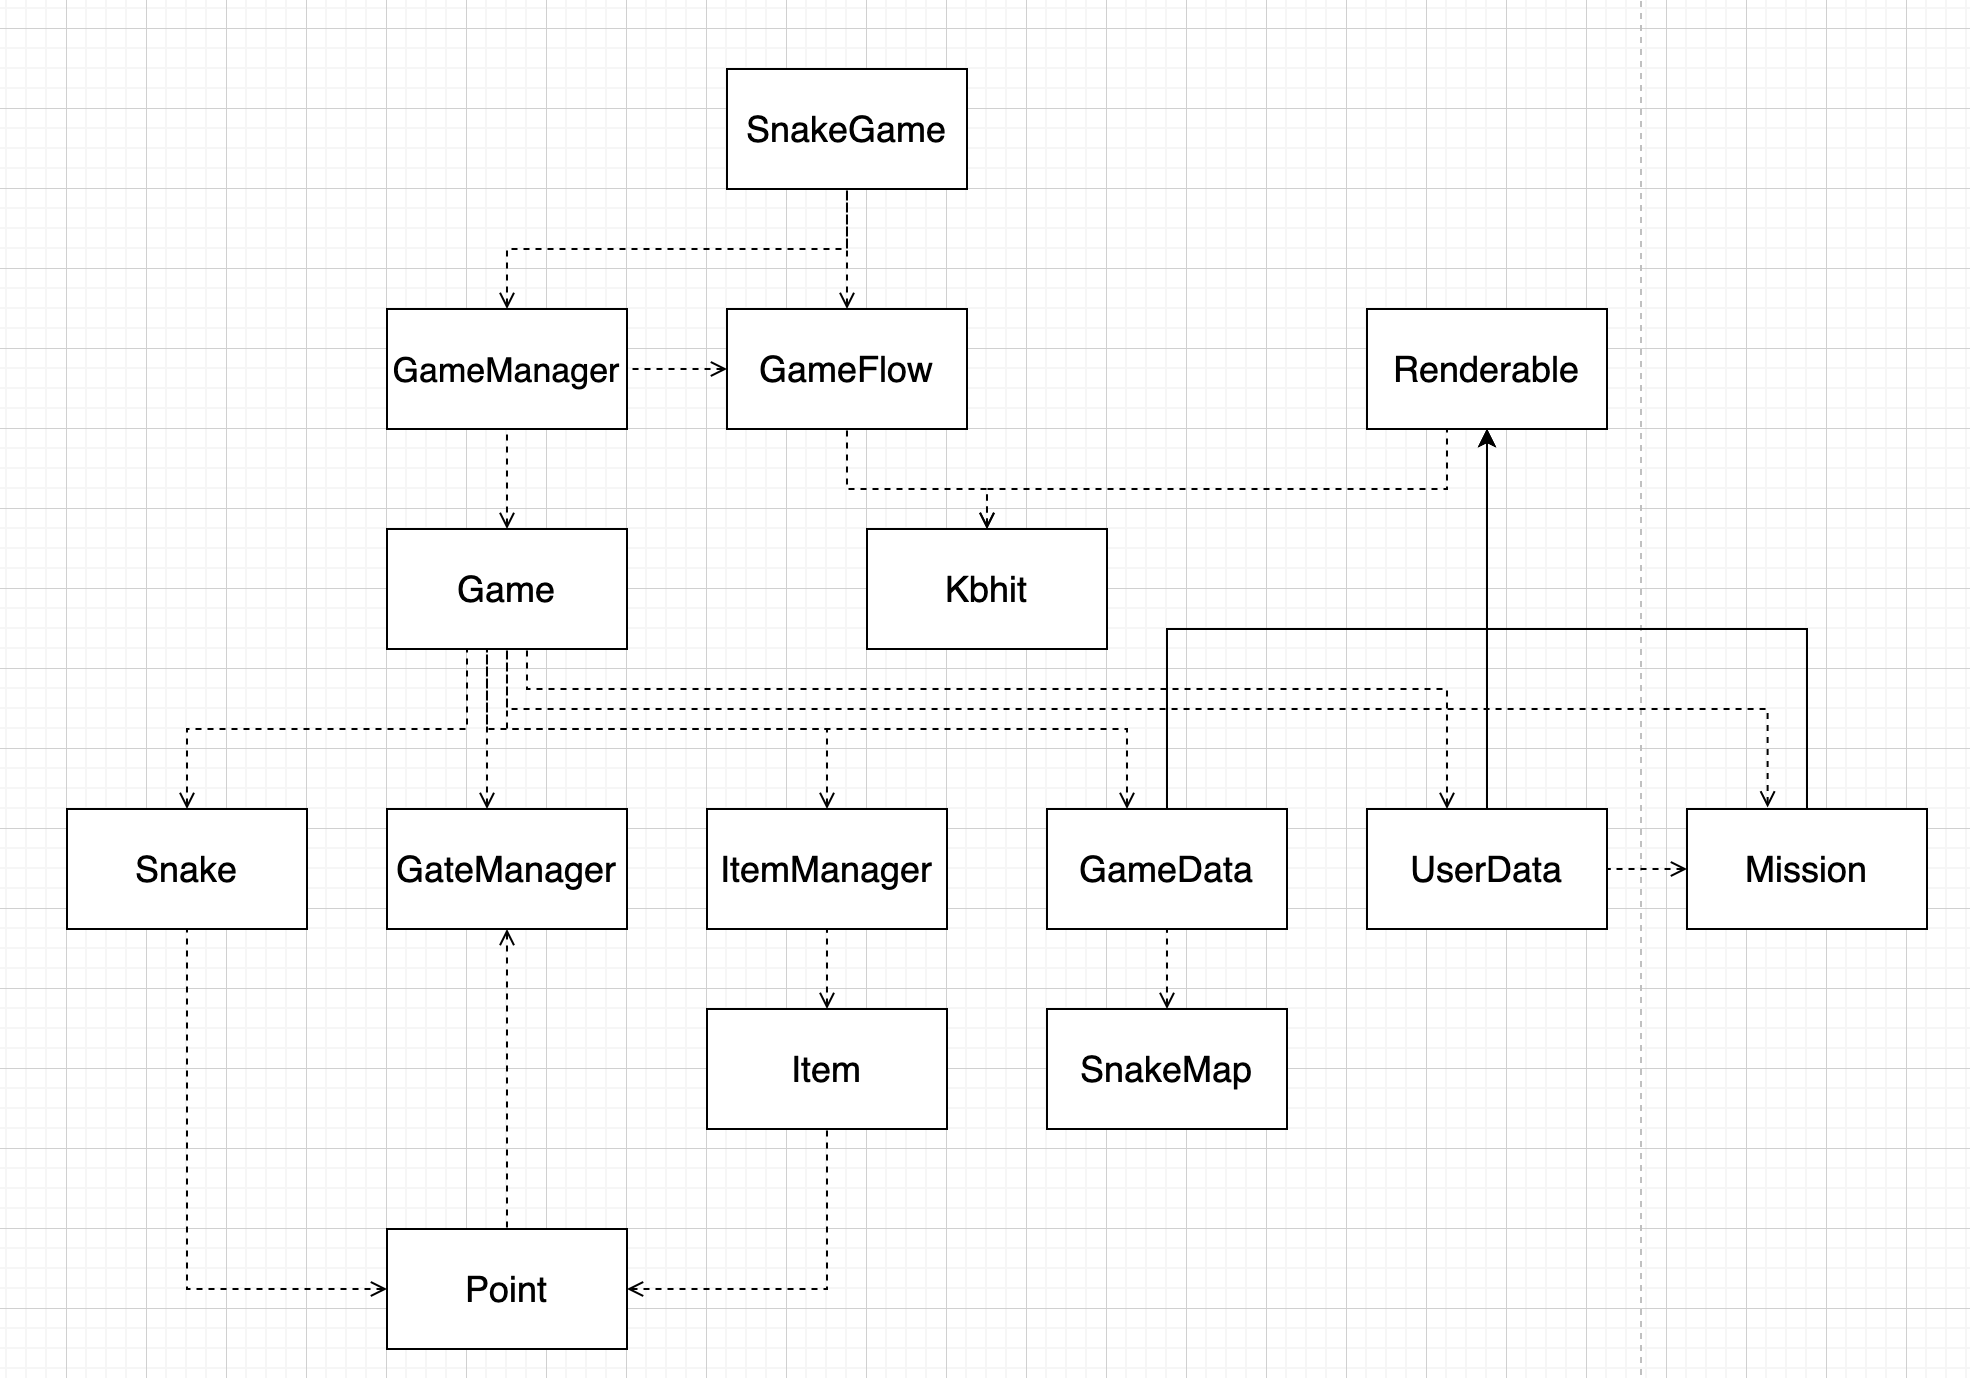 SnakeGame
GameManager
GameFlow
Renderable
Game
Kbhit
Snake
GateManager
ItemManager
GameData
UserData
Mission
Item
SnakeMap
Point